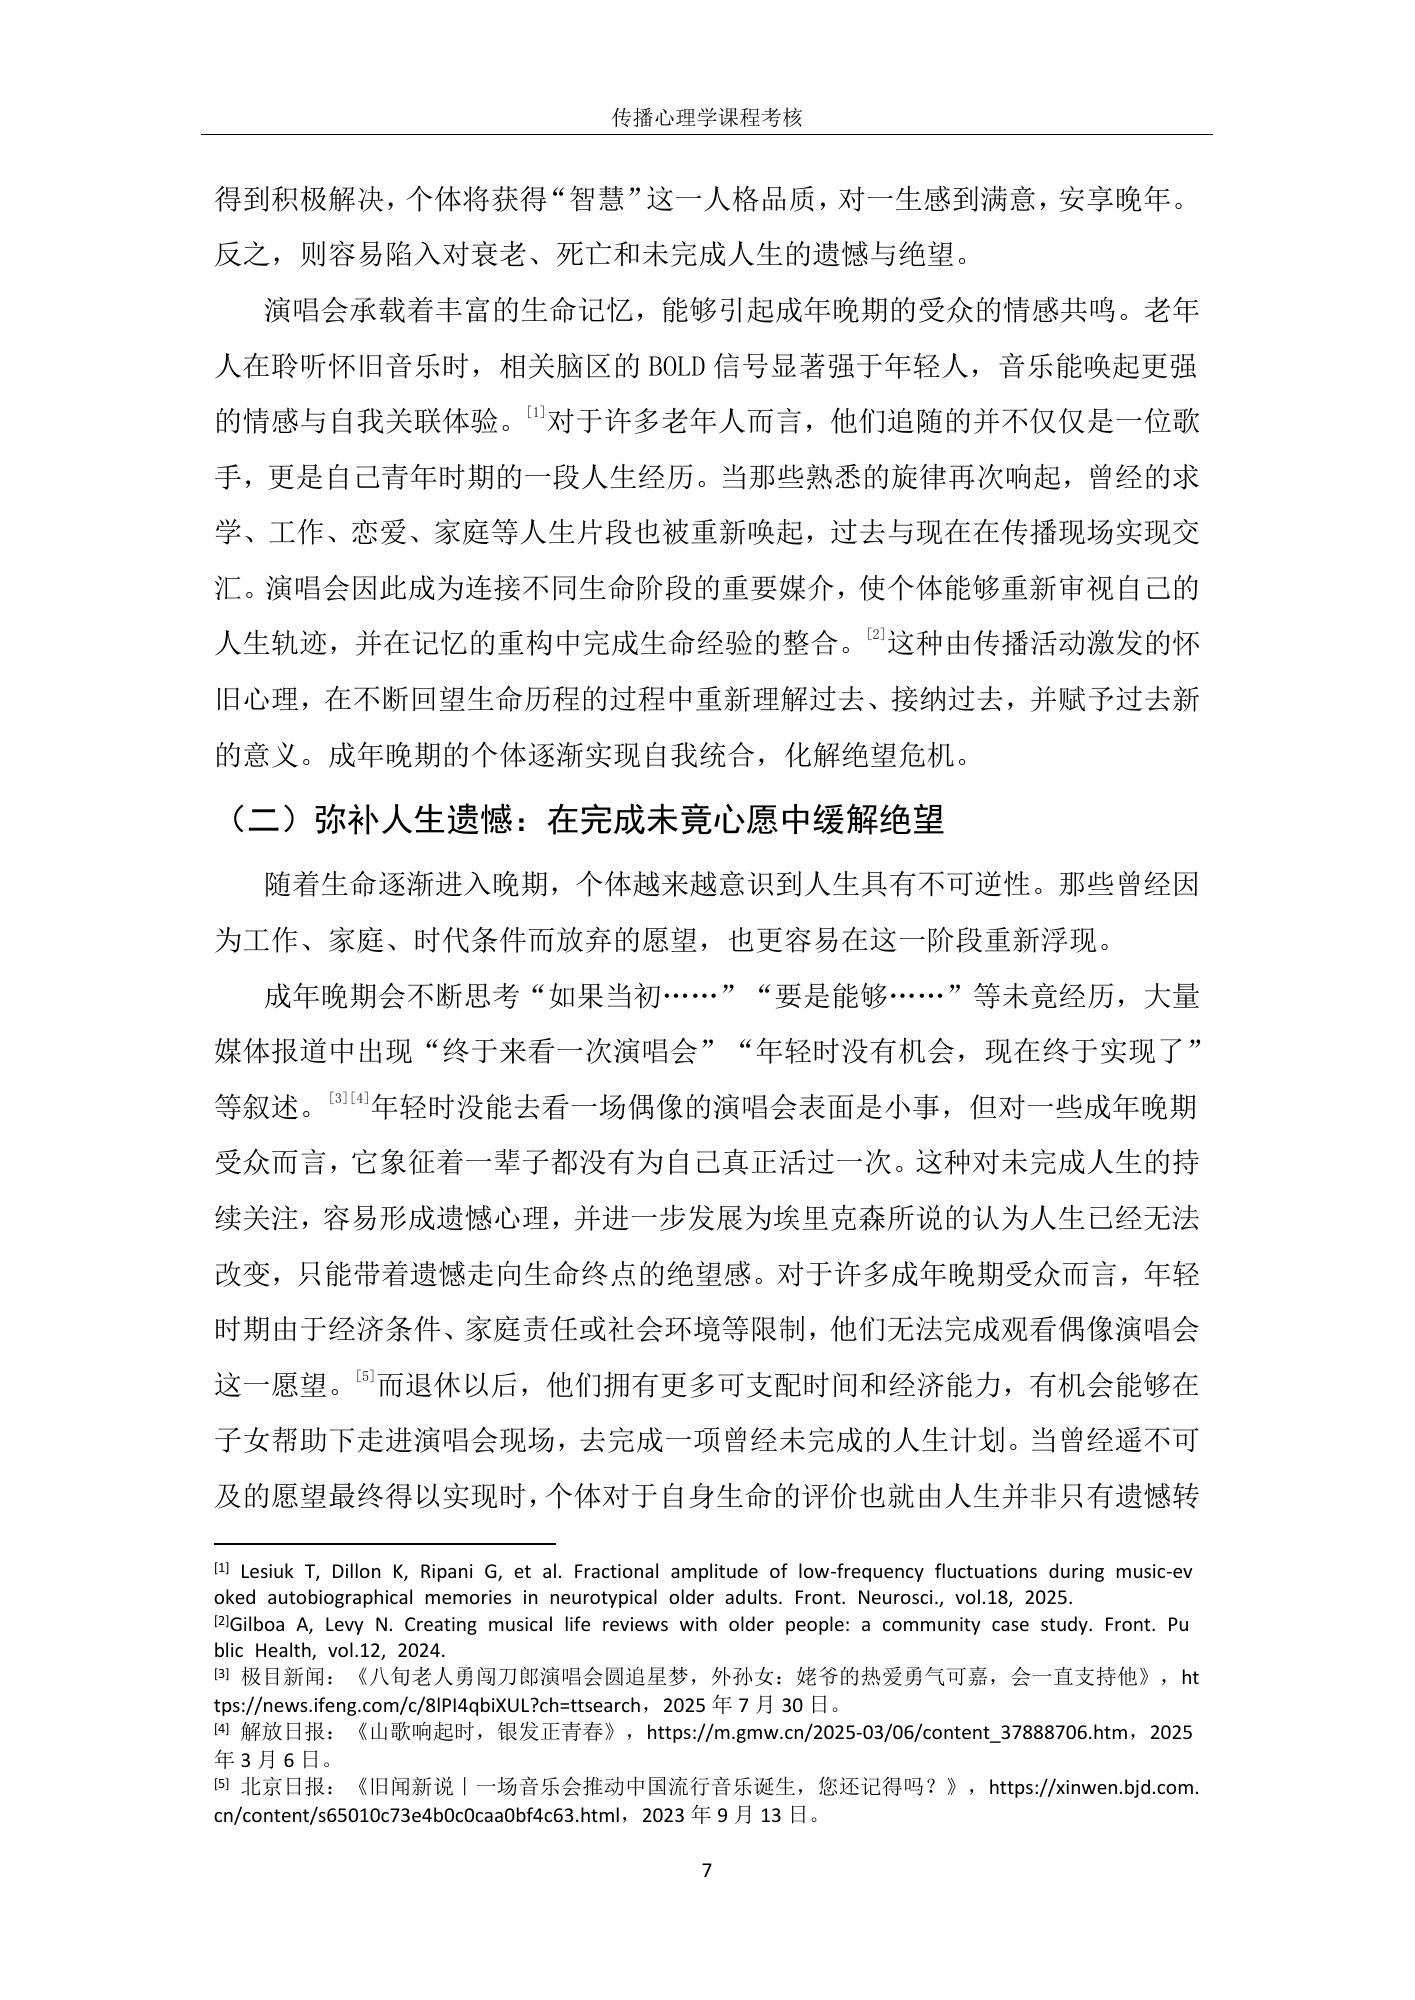 传播心理学课程考核
得到积极解决，个体将获得“智慧”这一人格品质，对一生感到满意，安享晚年。
反之，则容易陷入对衰老、死亡和未完成人生的遗憾与绝望。
演唱会承载着丰富的生命记忆，能够引起成年晚期的受众的情感共鸣。老年
人在聆听怀旧音乐时，相关脑区的 BOLD 信号显著强于年轻人，音乐能唤起更强
的情感与自我关联体验。[1]对于许多老年人而言，他们追随的并不仅仅是一位歌
手，更是自己青年时期的一段人生经历。当那些熟悉的旋律再次响起，曾经的求
学、工作、恋爱、家庭等人生片段也被重新唤起，过去与现在在传播现场实现交
汇。演唱会因此成为连接不同生命阶段的重要媒介，使个体能够重新审视自己的
人生轨迹，并在记忆的重构中完成生命经验的整合。[2]这种由传播活动激发的怀
旧心理，在不断回望生命历程的过程中重新理解过去、接纳过去，并赋予过去新
的意义。成年晚期的个体逐渐实现自我统合，化解绝望危机。
（二）弥补人生遗憾：在完成未竟心愿中缓解绝望
随着生命逐渐进入晚期，个体越来越意识到人生具有不可逆性。那些曾经因
为工作、家庭、时代条件而放弃的愿望，也更容易在这一阶段重新浮现。
成年晚期会不断思考“如果当初……”“要是能够……”等未竟经历，大量
媒体报道中出现“终于来看一次演唱会”“年轻时没有机会，现在终于实现了”
等叙述。[3][4]年轻时没能去看一场偶像的演唱会表面是小事，但对一些成年晚期
受众而言，它象征着一辈子都没有为自己真正活过一次。这种对未完成人生的持
续关注，容易形成遗憾心理，并进一步发展为埃里克森所说的认为人生已经无法
改变，只能带着遗憾走向生命终点的绝望感。对于许多成年晚期受众而言，年轻
时期由于经济条件、家庭责任或社会环境等限制，他们无法完成观看偶像演唱会
这一愿望。[5]而退休以后，他们拥有更多可支配时间和经济能力，有机会能够在
子女帮助下走进演唱会现场，去完成一项曾经未完成的人生计划。当曾经遥不可
及的愿望最终得以实现时，个体对于自身生命的评价也就由人生并非只有遗憾转
[1] Lesiuk T, Dillon K, Ripani G, et al. Fractional amplitude of low-frequency fluctuations during music-ev
oked autobiographical memories in neurotypical older adults. Front. Neurosci., vol.18, 2025.
[2]Gilboa A, Levy N. Creating musical life reviews with older people: a community case study. Front. Pu
blic Health, vol.12, 2024.
[3] 极目新闻：《八旬老人勇闯刀郎演唱会圆追星梦，外孙女：姥爷的热爱勇气可嘉，会一直支持他》，ht
tps://news.ifeng.com/c/8lPI4qbiXUL?ch=ttsearch，2025 年 7 月 30 日。
[4] 解放日报：《山歌响起时，银发正青春》，https://m.gmw.cn/2025-03/06/content_37888706.htm，2025
年 3 月 6 日。
[5] 北京日报：《旧闻新说丨一场音乐会推动中国流行音乐诞生，您还记得吗？》，https://xinwen.bjd.com.
cn/content/s65010c73e4b0c0caa0bf4c63.html，2023 年 9 月 13 日。
7